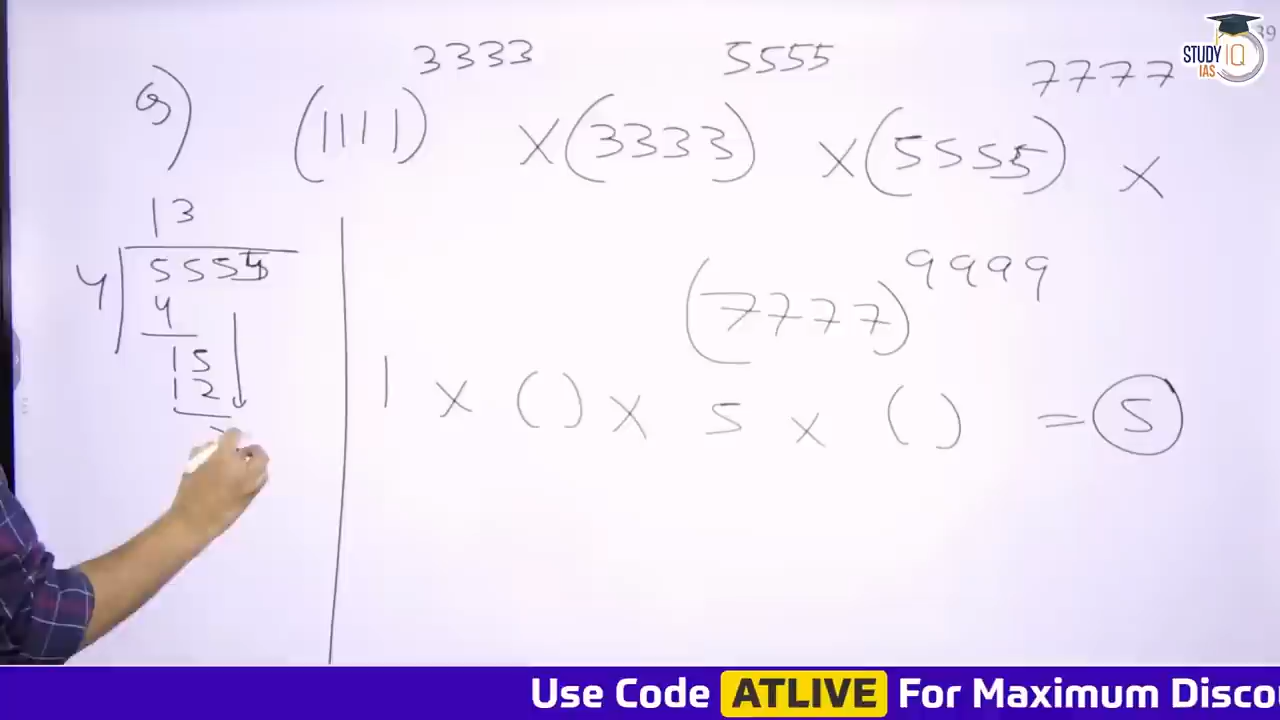 STUDY IQ IAS
39
3333 5555 7777
(1111) X (3333) X (5555) X
13
4 5555
4
15
12
9999
(7777)
1 X ( ) X 5 X ( ) = 5
Use Code ATLIVE For Maximum Disco